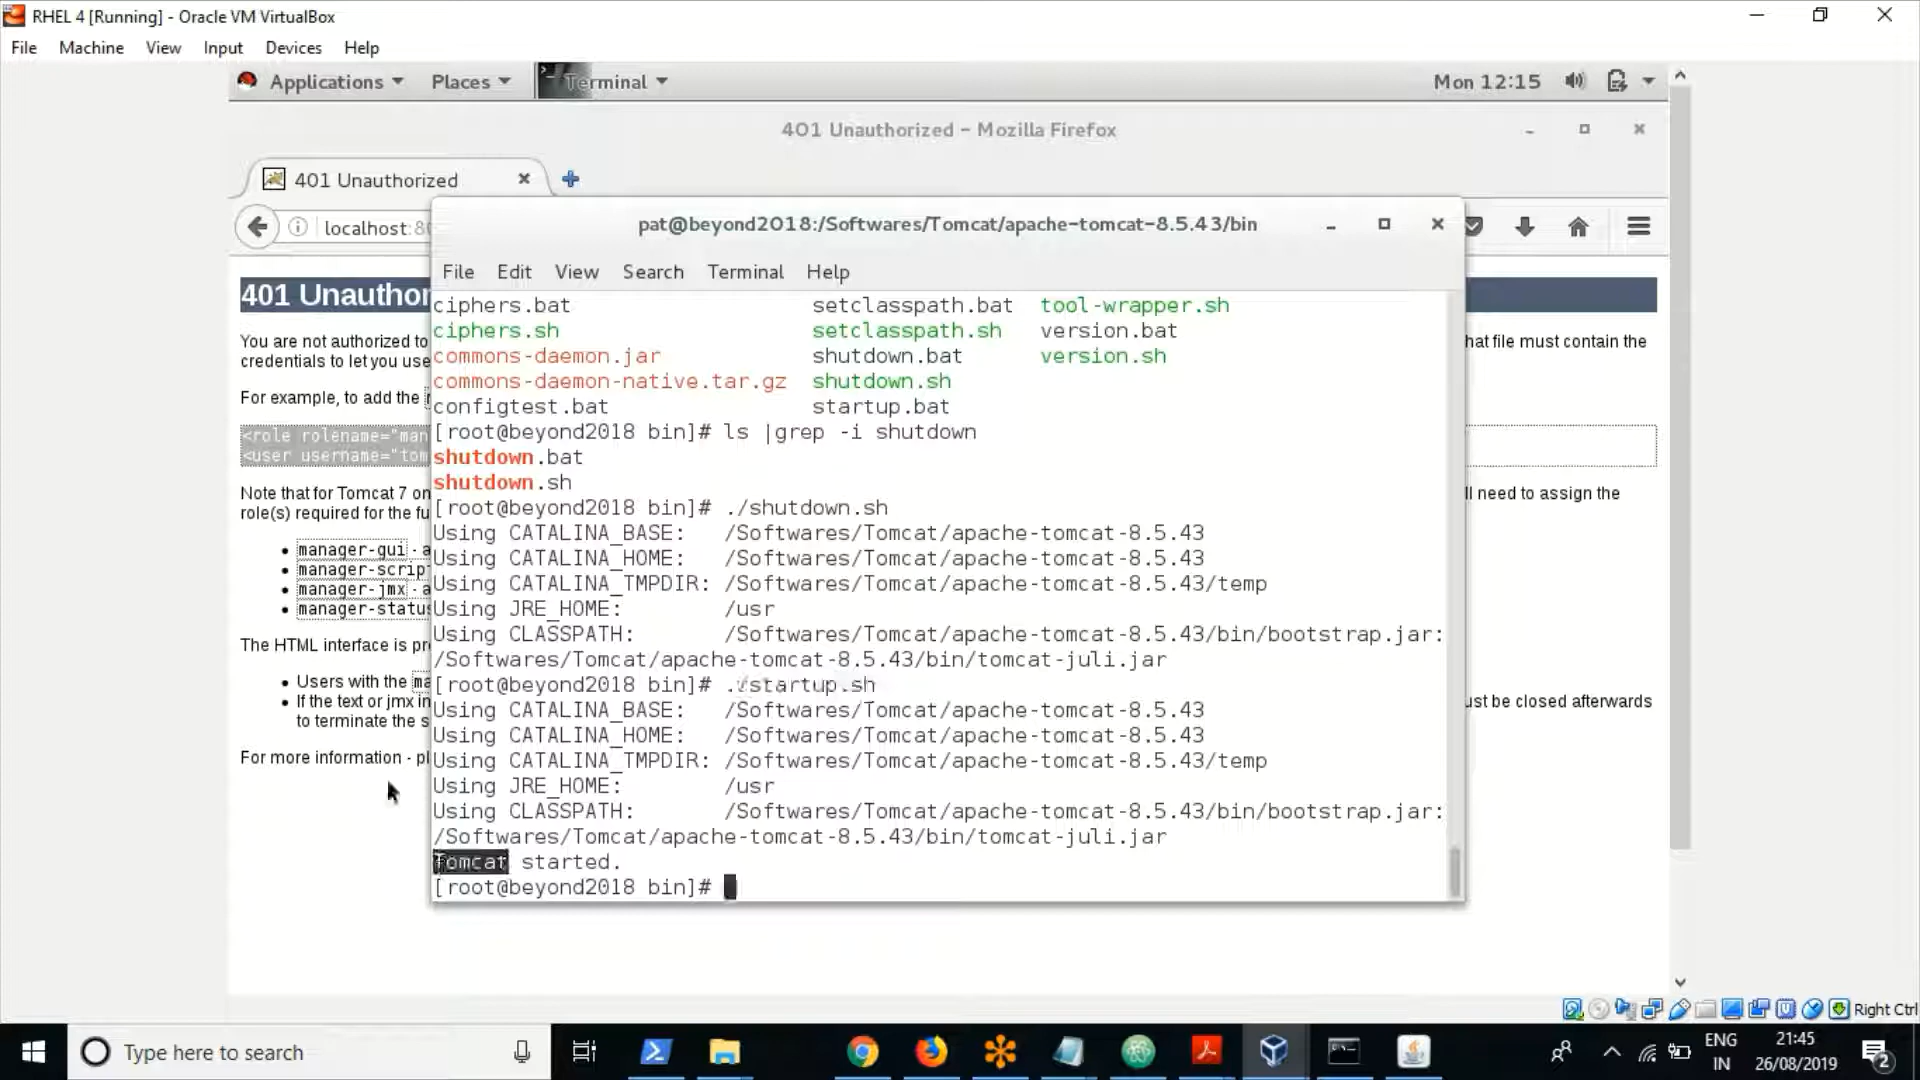 RHEL 4 [Running] - Oracle VM VirtualBox
File Machine View Input Devices Help
Applications Places Terminal Mon 12:15
401 Unauthorized - Mozilla Firefox
401 Unauthorized
localhost:80
pat@beyond2018:/Softwares/Tomcat/apache-tomcat-8.5.43/bin
File Edit View Search Terminal Help
401 Unauthor
You are not authorized to
hat file must contain the
credentials to let you use
For example, to add the
<role rolename="man
<user username="tom
Note that for Tomcat 7 on
ll need to assign the
role(s) required for the fu
manager-gui - a
manager-script
manager-jmx - a
manager-status
The HTML interface is pr
Users with the ma
If the text or jmx in
ust be closed afterwards
to terminate the s
For more information - pl
ciphers.bat setclasspath.bat tool-wrapper.sh
ciphers.sh setclasspath.sh version.bat
commons-daemon.jar shutdown.bat version.sh
commons-daemon-native.tar.gz shutdown.sh
configtest.bat startup.bat
[root@beyond2018 bin]# ls |grep -i shutdown
shutdown.bat
shutdown.sh
[root@beyond2018 bin]# ./shutdown.sh
Using CATALINA_BASE: /Softwares/Tomcat/apache-tomcat-8.5.43
Using CATALINA_HOME: /Softwares/Tomcat/apache-tomcat-8.5.43
Using CATALINA_TMPDIR: /Softwares/Tomcat/apache-tomcat-8.5.43/temp
Using JRE_HOME: /usr
Using CLASSPATH: /Softwares/Tomcat/apache-tomcat-8.5.43/bin/bootstrap.jar:
/Softwares/Tomcat/apache-tomcat-8.5.43/bin/tomcat-juli.jar
[root@beyond2018 bin]# ./startup.sh
Using CATALINA_BASE: /Softwares/Tomcat/apache-tomcat-8.5.43
Using CATALINA_HOME: /Softwares/Tomcat/apache-tomcat-8.5.43
Using CATALINA_TMPDIR: /Softwares/Tomcat/apache-tomcat-8.5.43/temp
Using JRE_HOME: /usr
Using CLASSPATH: /Softwares/Tomcat/apache-tomcat-8.5.43/bin/bootstrap.jar:
/Softwares/Tomcat/apache-tomcat-8.5.43/bin/tomcat-juli.jar
Tomcat started.
[root@beyond2018 bin]#
Right Ctrl
Type here to search
ENG
IN
21:45
26/08/2019
2